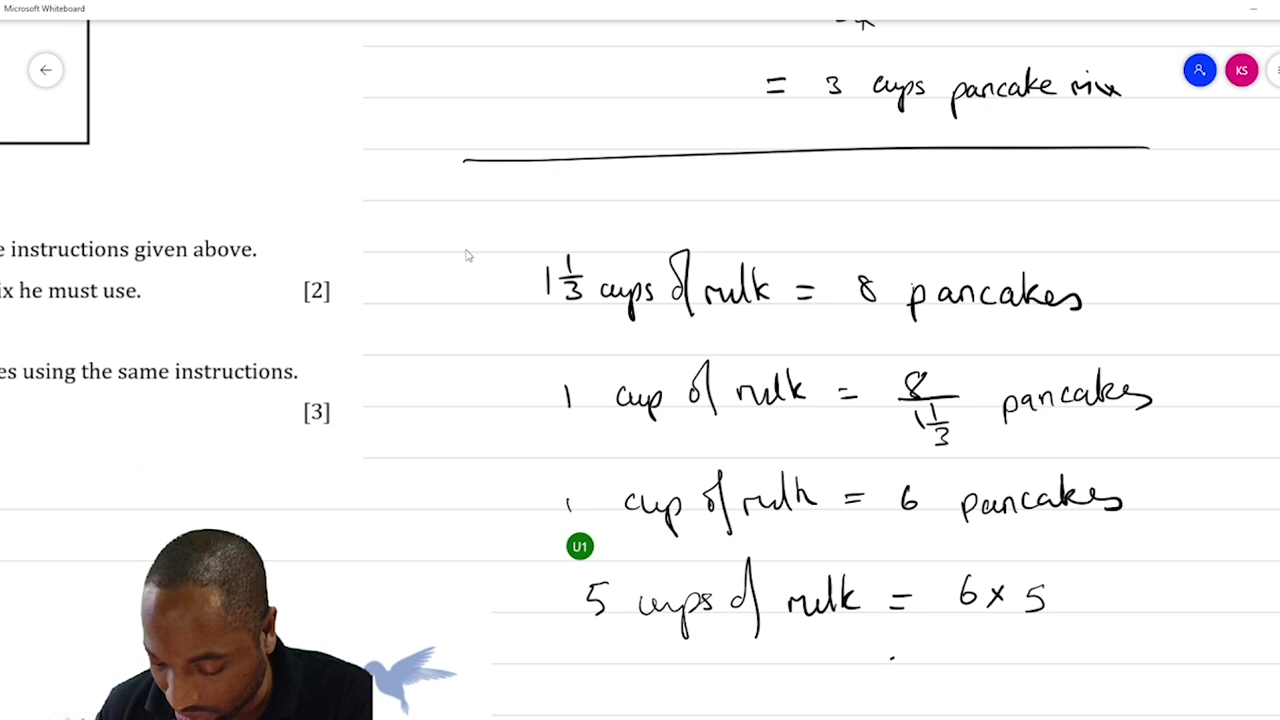 Microsoft Whiteboard
= 3 cups pancake mix
KS
e instructions given above.
ix he must use. [2]
1 1/3 cups of milk = 8 pancakes
es using the same instructions.
[3]
1 cup of milk = 8/(1 1/3) pancakes
1 cup of milk = 6 pancakes
U1
5 cups of milk = 6 x 5